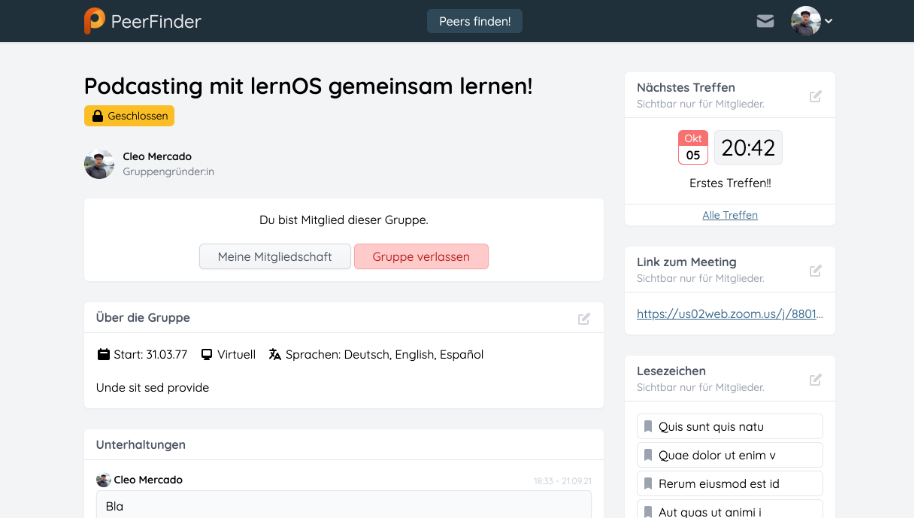 PeerFinder
Peers finden!
Podcasting mit lernOS gemeinsam lernen!
Geschlossen
Cleo Mercado
Gruppengründer:in
Du bist Mitglied dieser Gruppe.
Meine Mitgliedschaft
Gruppe verlassen
Über die Gruppe
Start: 31.03.77 Virtuell Sprachen: Deutsch, English, Español
Unde sit sed provide
Unterhaltungen
Cleo Mercado 18:33 - 21.09.21
Bla
Nächstes Treffen
Sichtbar nur für Mitglieder.
Okt
05
20:42
Erstes Treffen!!
Alle Treffen
Link zum Meeting
Sichtbar nur für Mitglieder.
https://us02web.zoom.us/j/8801...
Lesezeichen
Sichtbar nur für Mitglieder.
Quis sunt quis natu
Quae dolor ut enim v
Rerum eiusmod est id
Aut quas ut animi i